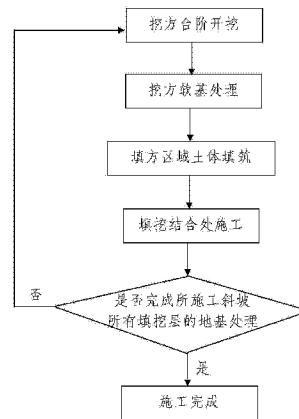 挖方台阶开挖
挖方软基处理
填方区域土体填筑
填挖结合处施工
否
是否完成所施工斜坡
所有填挖层的地基处理
是
施工完成